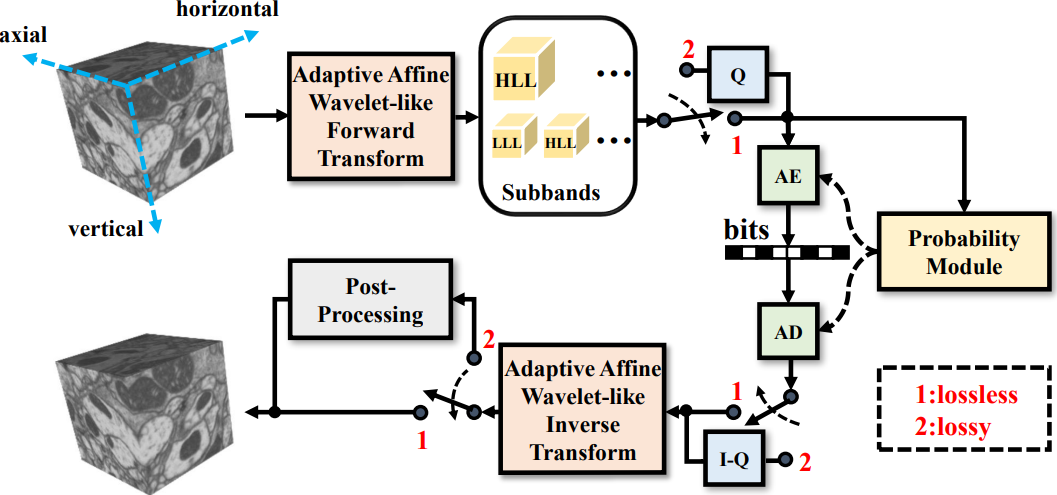 horizontal
axial
vertical
Adaptive Affine
Wavelet-like
Forward
Transform
HLL
...
LLL
HLL
...
Subbands
2
Q
1
AE
bits
Probability
Module
AD
Post-
Processing
2
1
Adaptive Affine
Wavelet-like
Inverse
Transform
1
I-Q
2
1:lossless
2:lossy